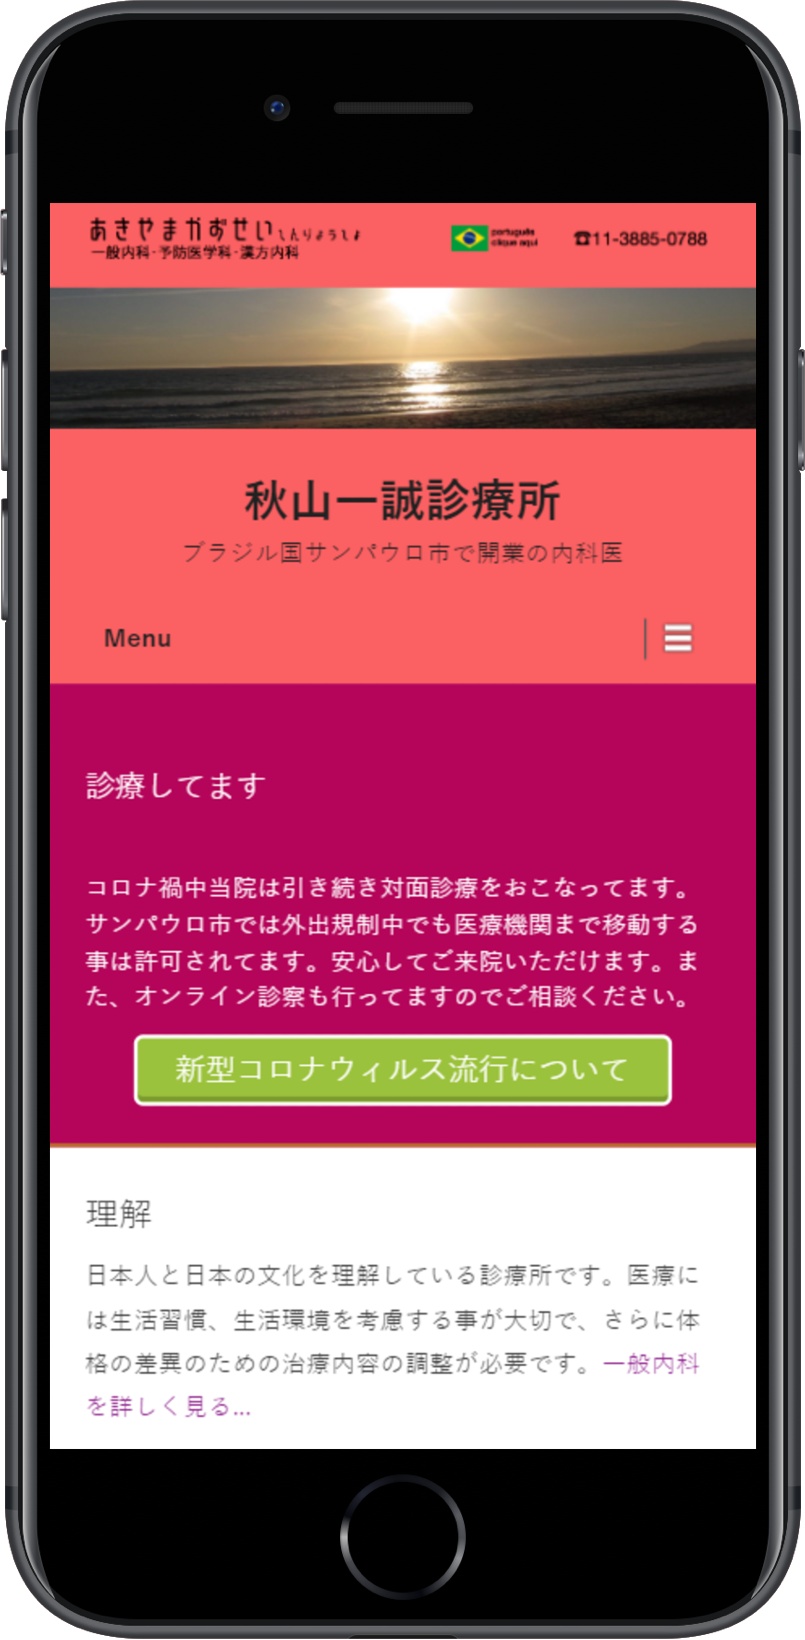 あきやまかずせいしんりょうしょ
一般内科·予防医学科·漢方内科
português
clique aqui
☎11-3885-0788
秋山一誠診療所
ブラジル国サンパウロ市で開業の内科医
Menu
診療してます
コロナ禍中当院は引き続き対面診療をおこなってます。
サンパウロ市では外出規制中でも医療機関まで移動する
事は許可されてます。安心してご来院いただけます。ま
た、オンライン診察も行ってますのでご相談ください。
新型コロナウィルス流行について
理解
日本人と日本の文化を理解している診療所です。医療に
は生活習慣、生活環境を考慮する事が大切で、さらに体
格の差異のための治療内容の調整が必要です。一般内科
を詳しく見る...